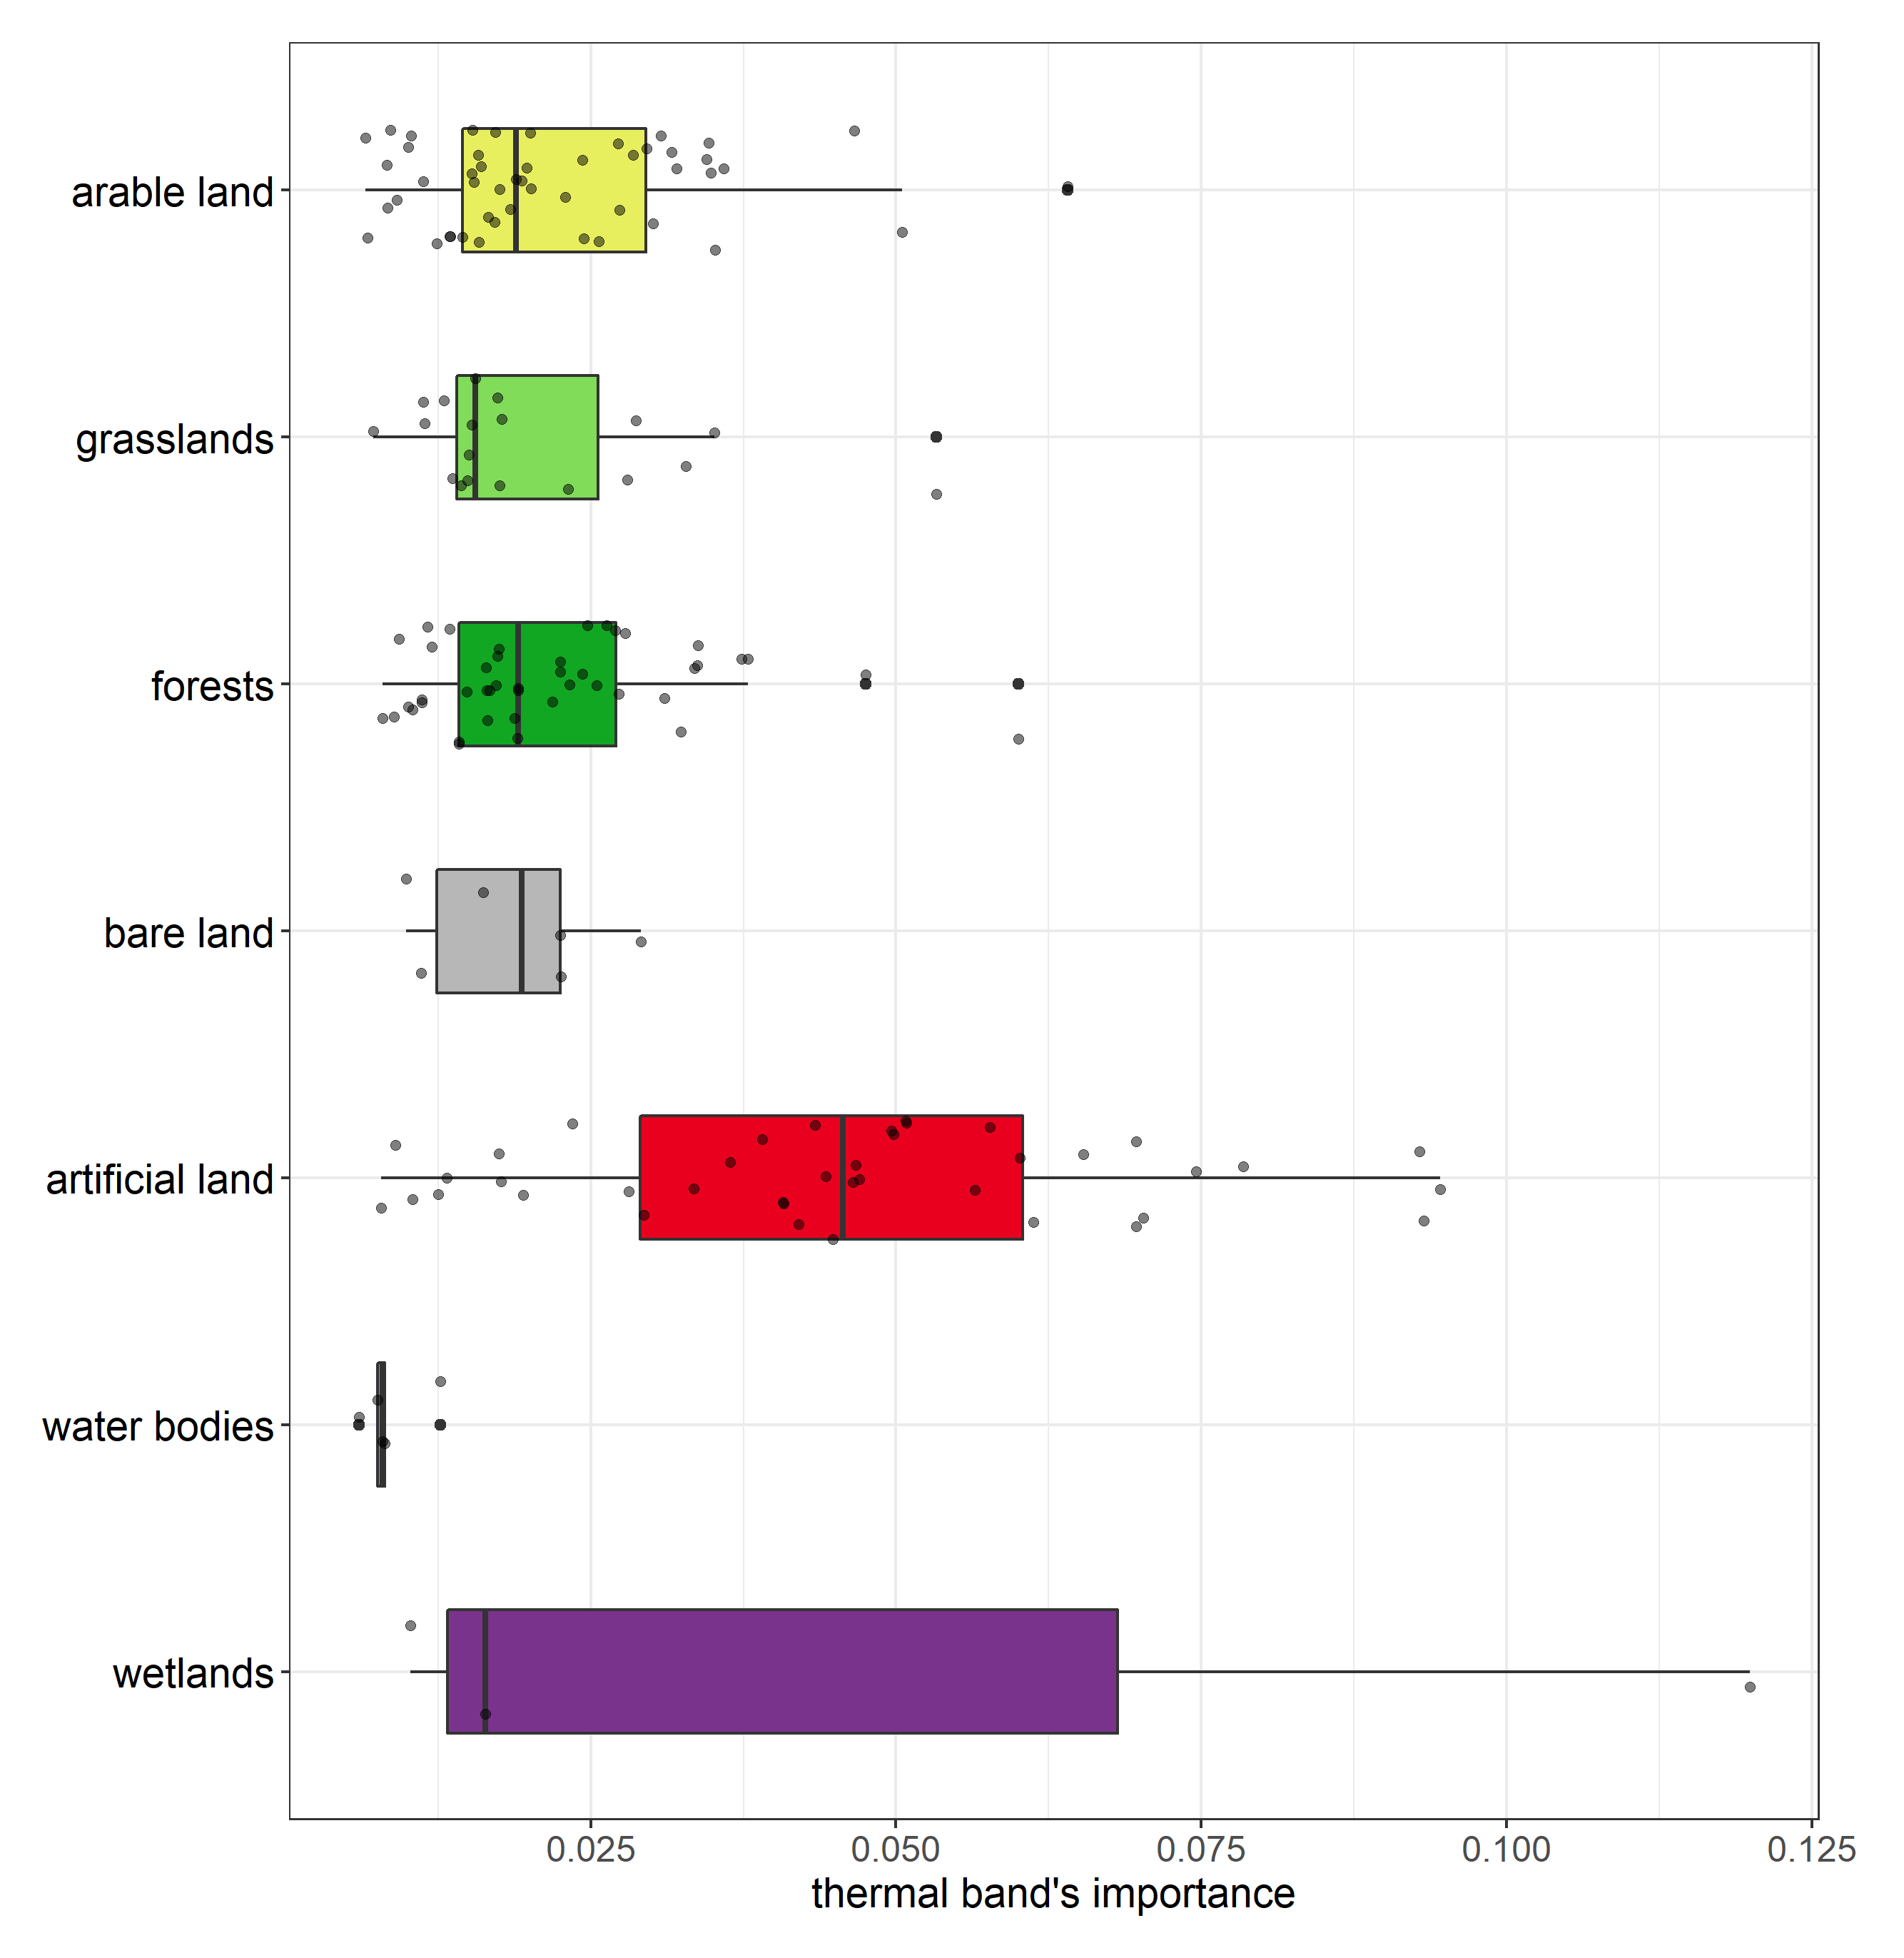 arable land
grasslands
forests
bare land
artificial land
water bodies
wetlands
0.025 0.050 0.075 0.100 0.125
thermal band's importance